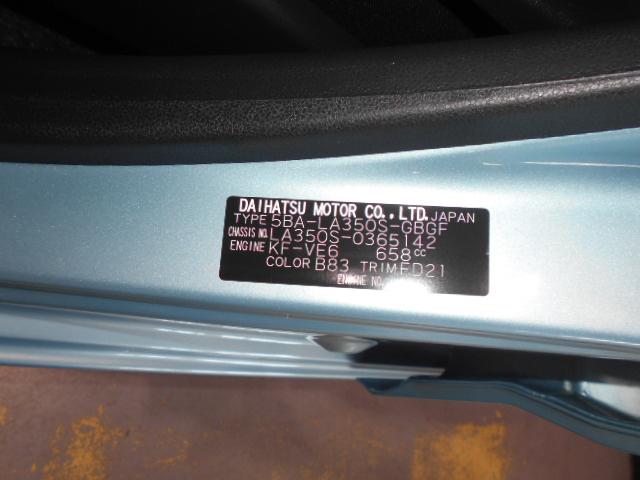 DAIHATSU MOTOR CO.,LTD. JAPAN
TYPE 5BA-LA350S-GBGF
CHASSIS NO. LA350S-0365142
ENGINE KF-VE6 658cc
COLOR B83 TRIM FD21
ENGINE NO.